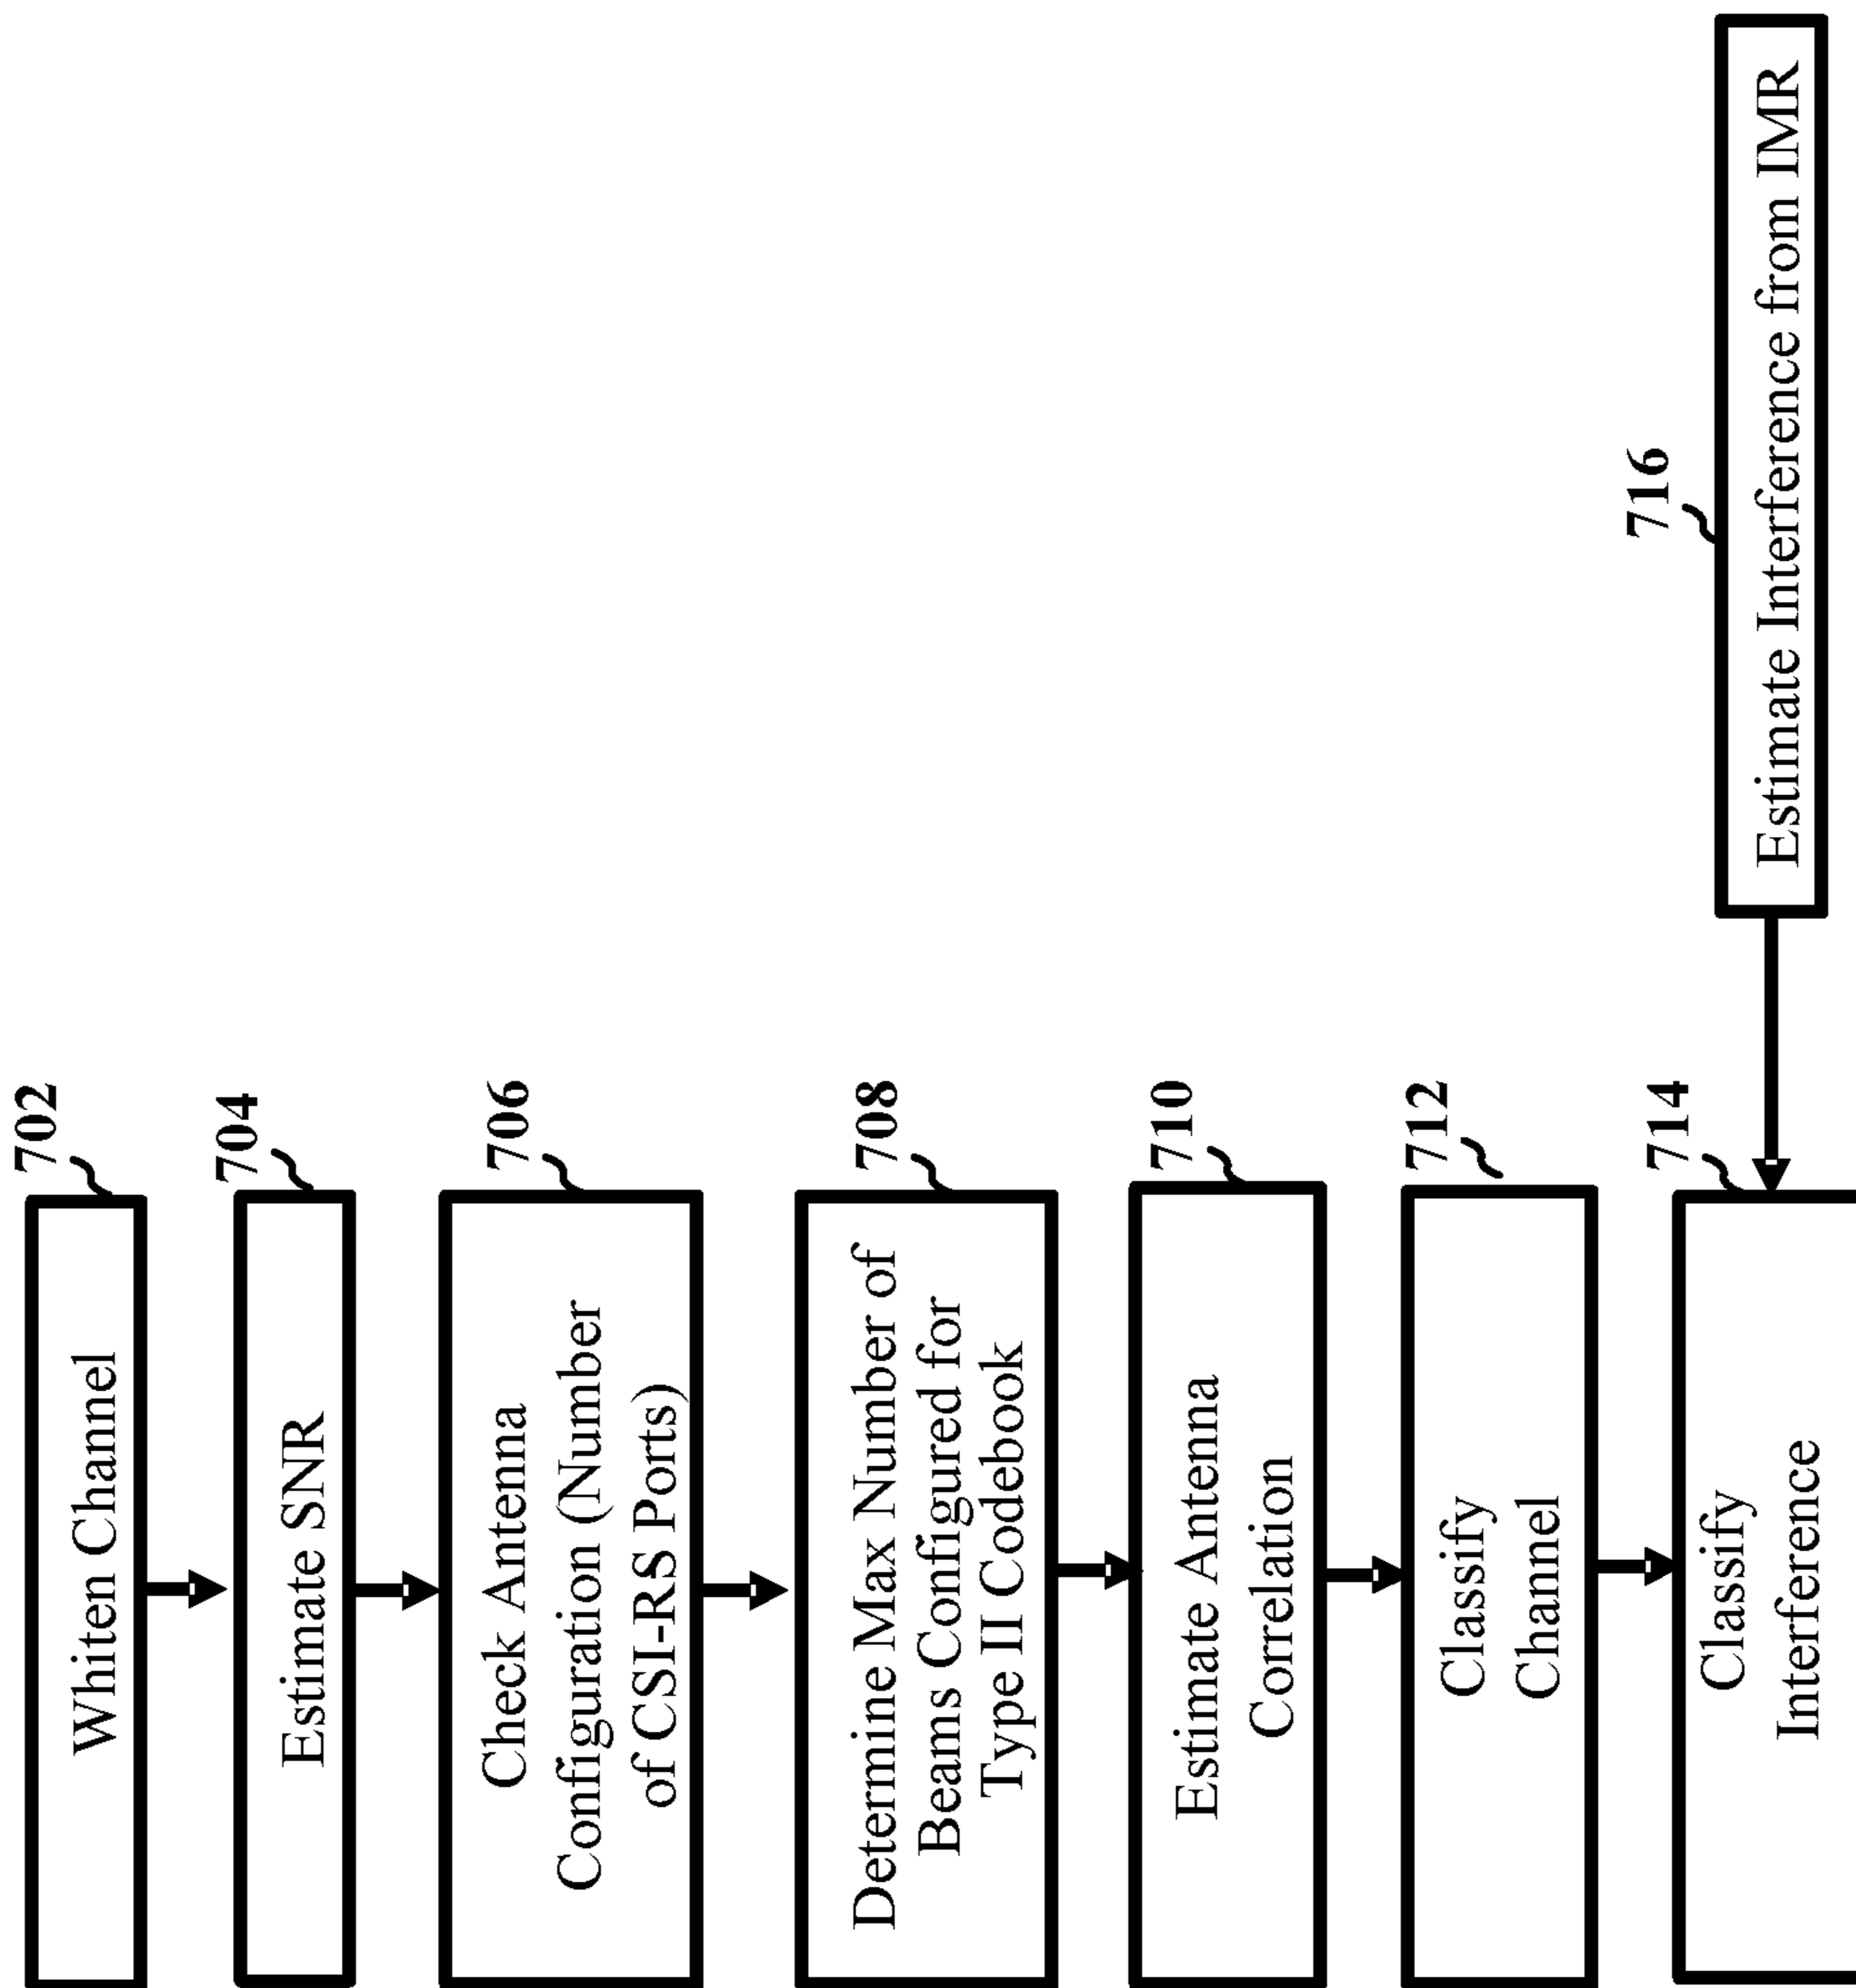 702
Whiten Channel
704
Estimate SNR
706
Check Antenna
Configuration (Number
of CSI-RS Ports)
708
Determine Max Number of
Beams Configured for
Type II Codebook
710
Estimate Antenna
Correlation
712
Classify
Channel
714
Classify
Interference
716
Estimate Interference from IMR